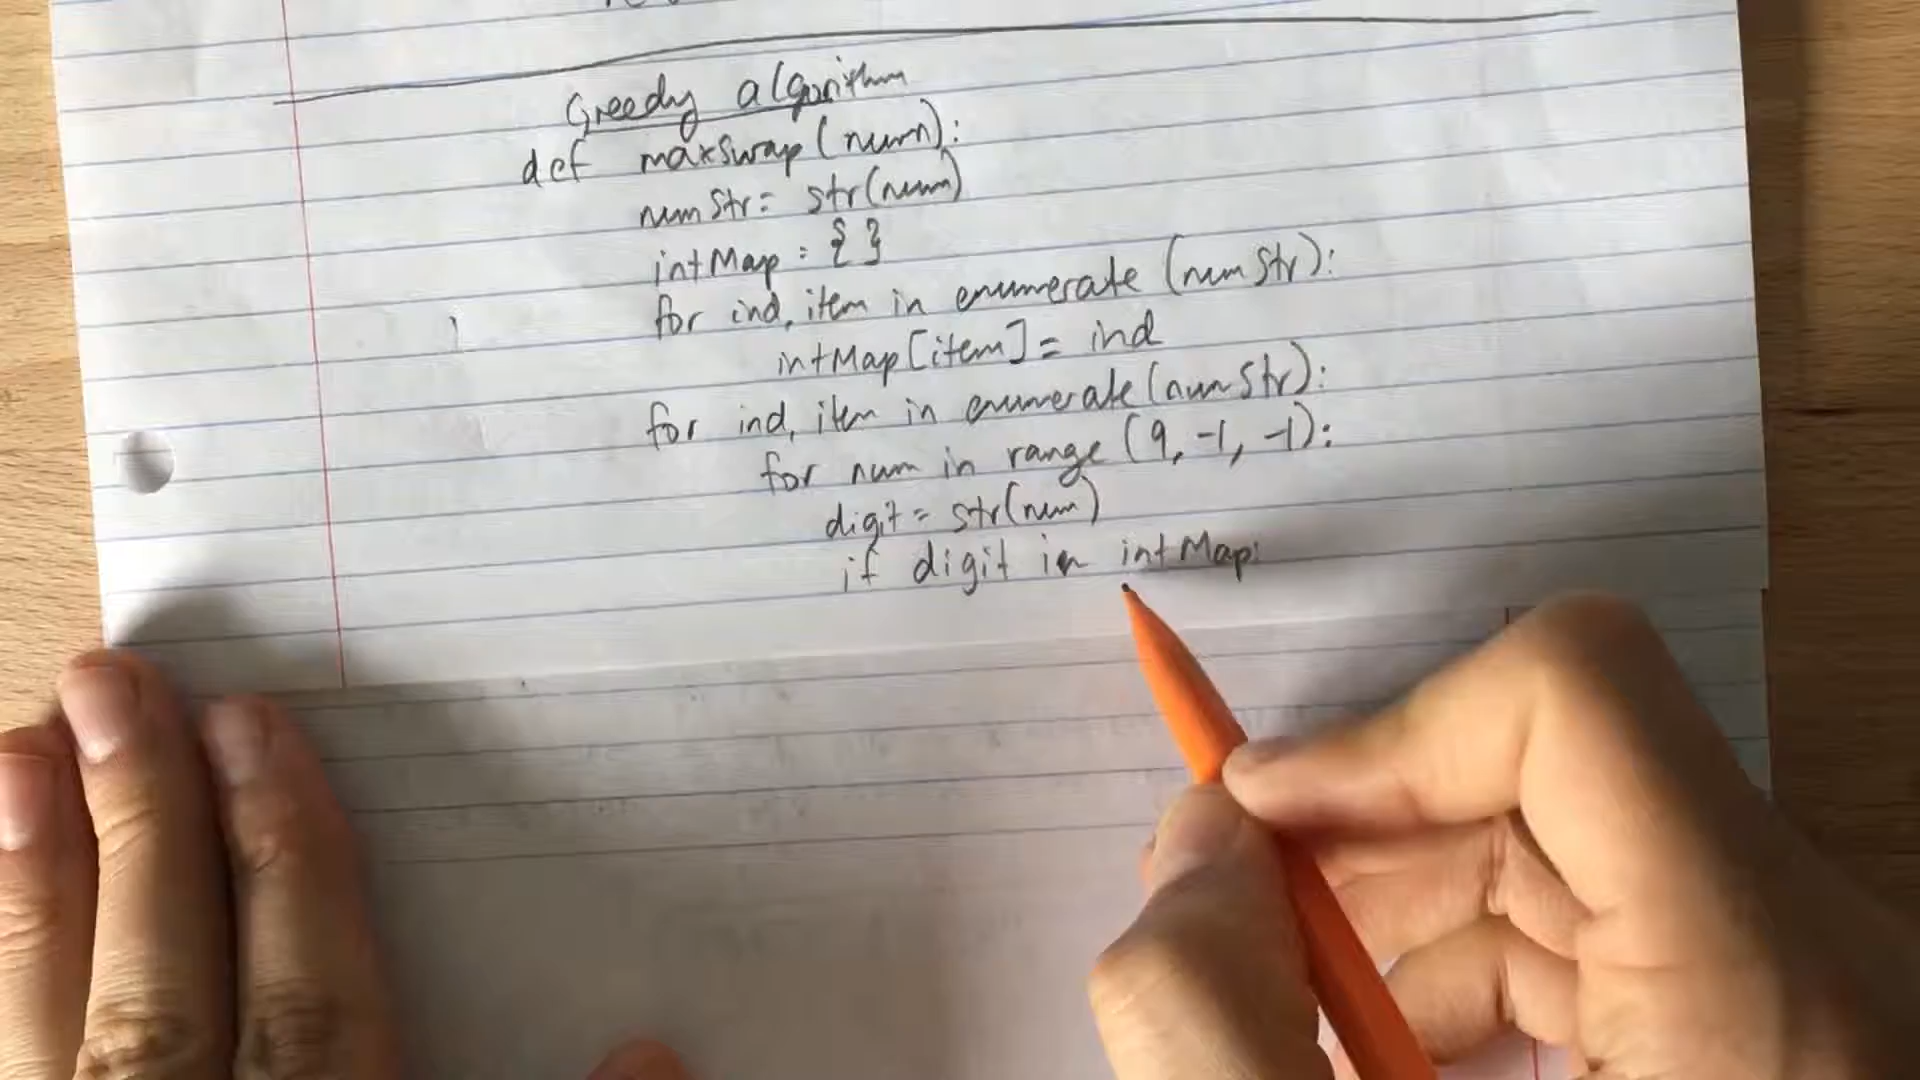 Greedy algorithm
def maxSwap(num):
numStr = str(num)
intMap = { }
for ind, item in enumerate (numStr):
intMap[item] = ind
for ind, item in enumerate(numStr):
for num in range (9, -1, -1):
digit = str(num)
if digit in intMap: